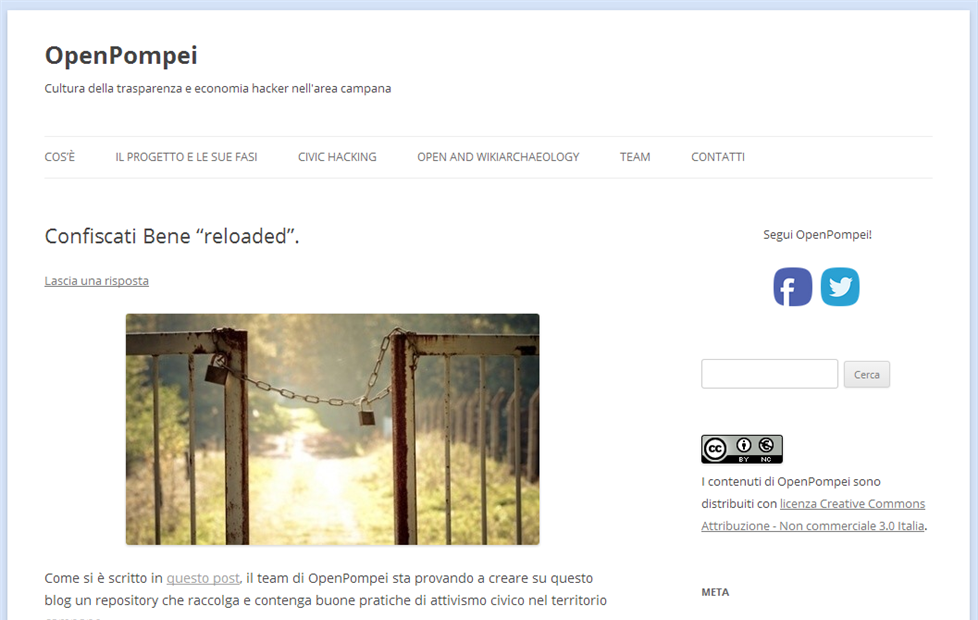 OpenPompei
Cultura della trasparenza e economia hacker nell'area campana
COS'È IL PROGETTO E LE SUE FASI CIVIC HACKING OPEN AND WIKIARCHAEOLOGY TEAM CONTATTI
Confiscati Bene “reloaded”.
Lascia una risposta
Come si è scritto in questo post, il team di OpenPompei sta provando a creare su questo
blog un repository che raccolga e contenga buone pratiche di attivismo civico nel territorio
Segui OpenPompei!
Cerca
cc BY NC
I contenuti di OpenPompei sono
distribuiti con licenza Creative Commons
Attribuzione - Non commerciale 3.0 Italia.
META